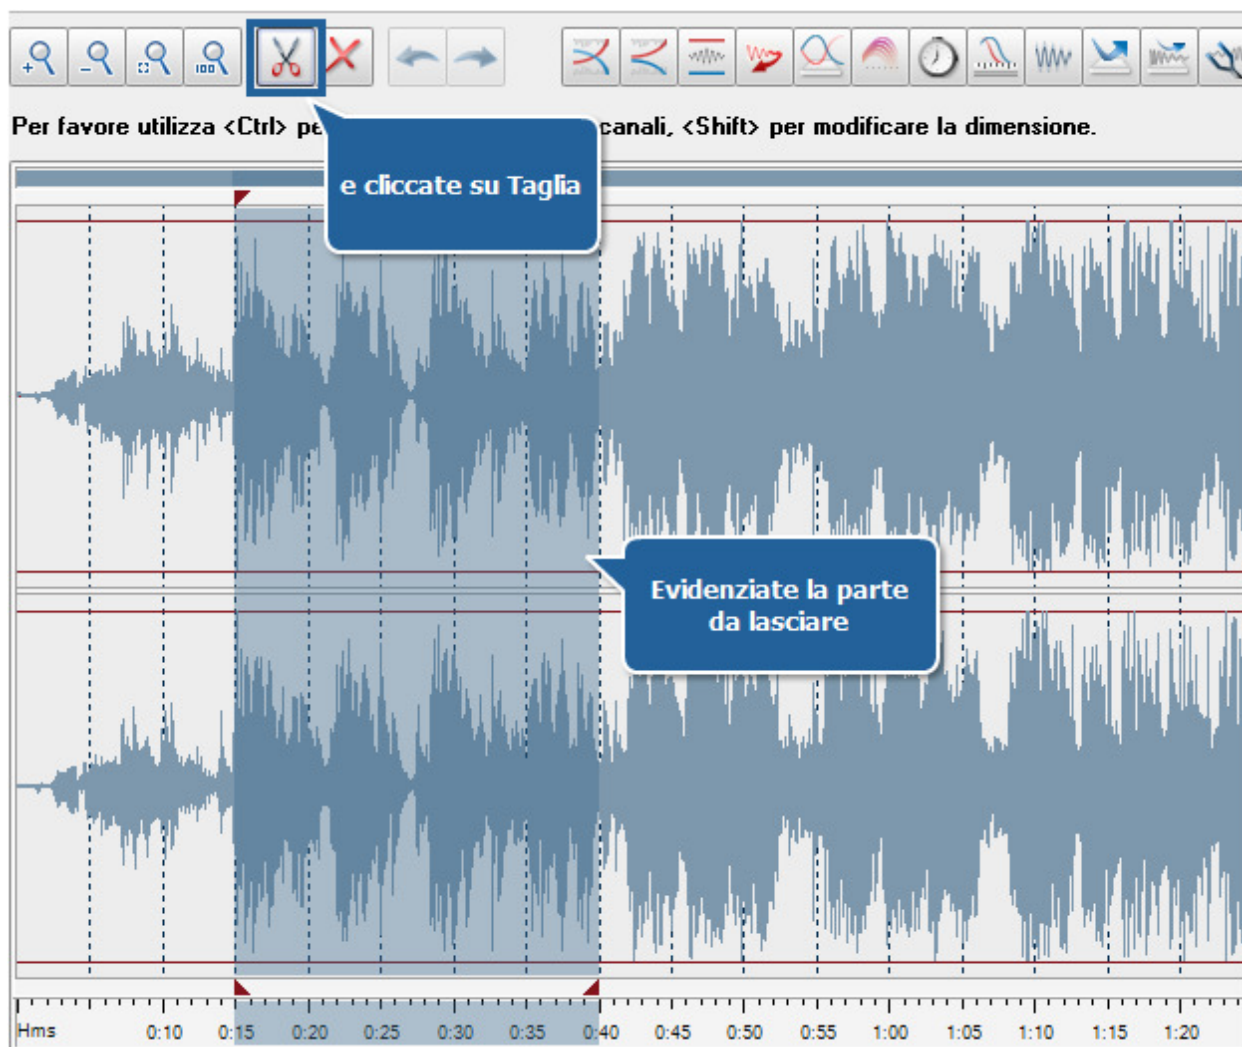 100
Per favore utilizza <Ctrl> pe canali, <Shift> per modificare la dimensione.
e cliccate su Taglia
Evidenziate la parte
da lasciare
Hms 0:10 0:15 0:20 0:25 0:30 0:35 0:40 0:45 0:50 0:55 1:00 1:05 1:10 1:15 1:20